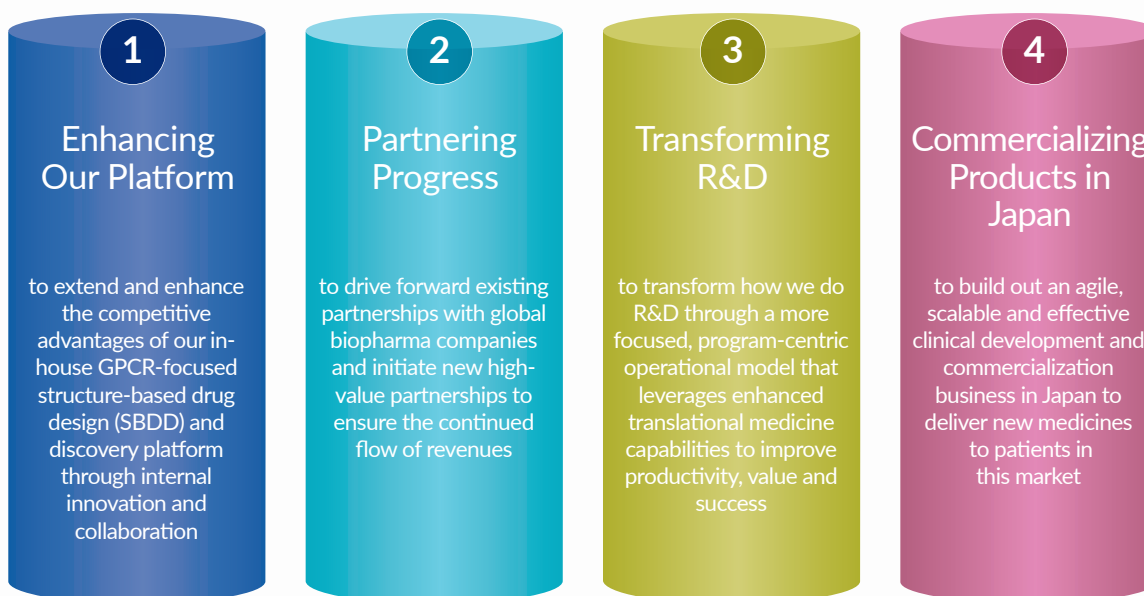 1
Enhancing
Our Platform
to extend and enhance
the competitive
advantages of our in-
house GPCR-focused
structure-based drug
design (SBDD) and
discovery platform
through internal
innovation and
collaboration
2
Partnering
Progress
to drive forward existing
partnerships with global
biopharma companies
and initiate new high-
value partnerships to
ensure the continued
flow of revenues
3
Transforming
R&D
to transform how we do
R&D through a more
focused, program-centric
operational model that
leverages enhanced
translational medicine
capabilities to improve
productivity, value and
success
4
Commercializing
Products in
Japan
to build out an agile,
scalable and effective
clinical development and
commercialization
business in Japan to
deliver new medicines
to patients in
this market